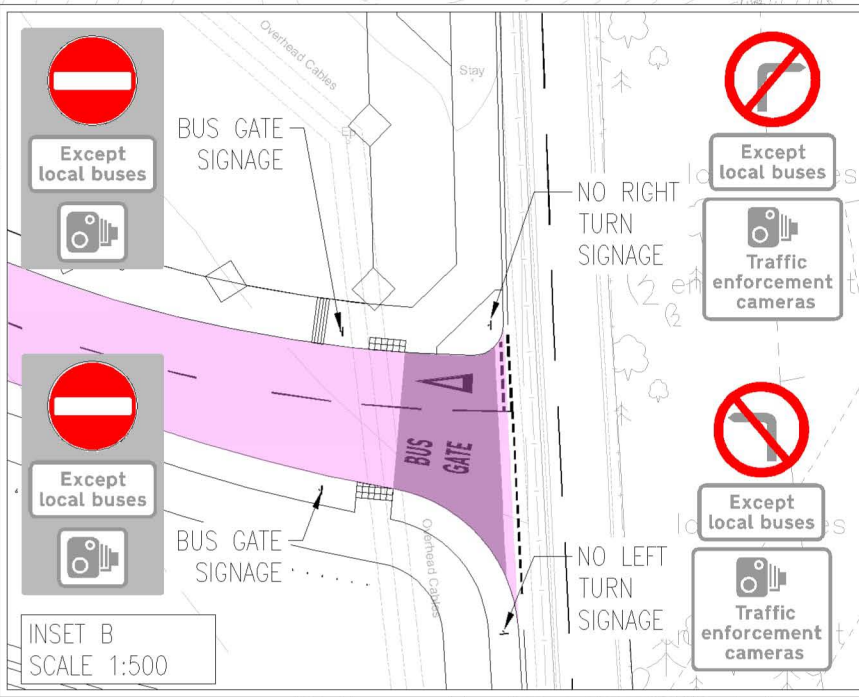 Except
local buses
BUS GATE
SIGNAGE
Overhead Cables
Stay
NO RIGHT
TURN
SIGNAGE
Except
local buses
Traffic
enforcement
cameras
Except
local buses
BUS GATE
SIGNAGE
BUS
GATE
Overhead Cables
NO LEFT
TURN
SIGNAGE
Except
local buses
Traffic
enforcement
cameras
INSET B
SCALE 1:500